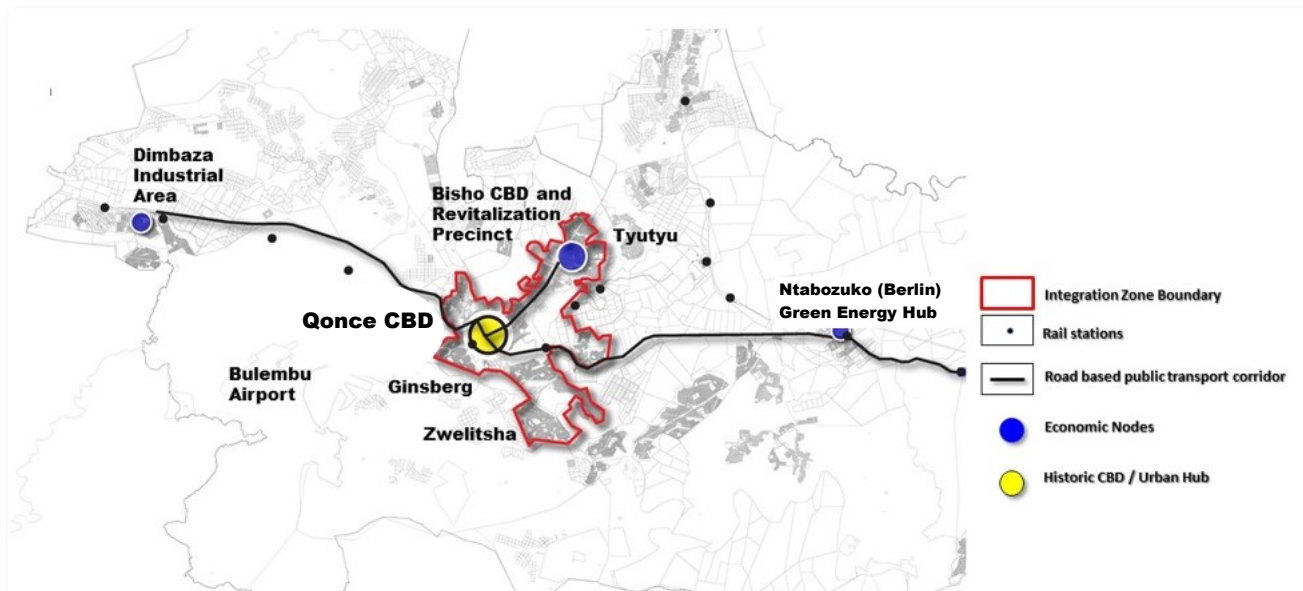 Dimbaza
Industrial
Area
Bisho CBD and
Revitalization
Precinct
Tyutyu
Ntabozuko (Berlin)
Green Energy Hub
Qonce CBD
Bulembu
Airport
Ginsberg
Zwelitsha
Integration Zone Boundary
Rail stations
Road based public transport corridor
Economic Nodes
Historic CBD / Urban Hub